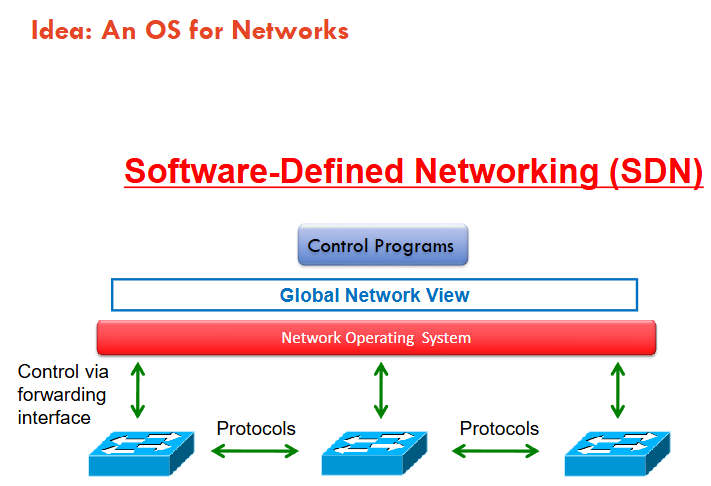 Idea: An OS for Networks
Software-Defined Networking (SDN)
Control Programs
Global Network View
Network Operating System
Control via
forwarding
interface
Protocols
Protocols